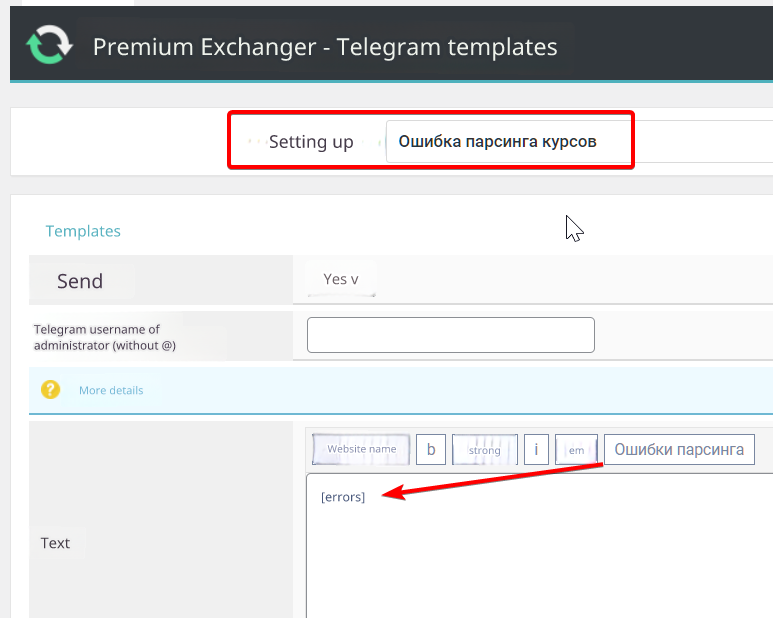 Premium Exchanger - Telegram templates
Setting up
Ошибка парсинга курсов
Templates
Send
Yes v
Telegram username of
administrator (without @)
? More details
Website name b strong i em Ошибки парсинга
[errors]
Text